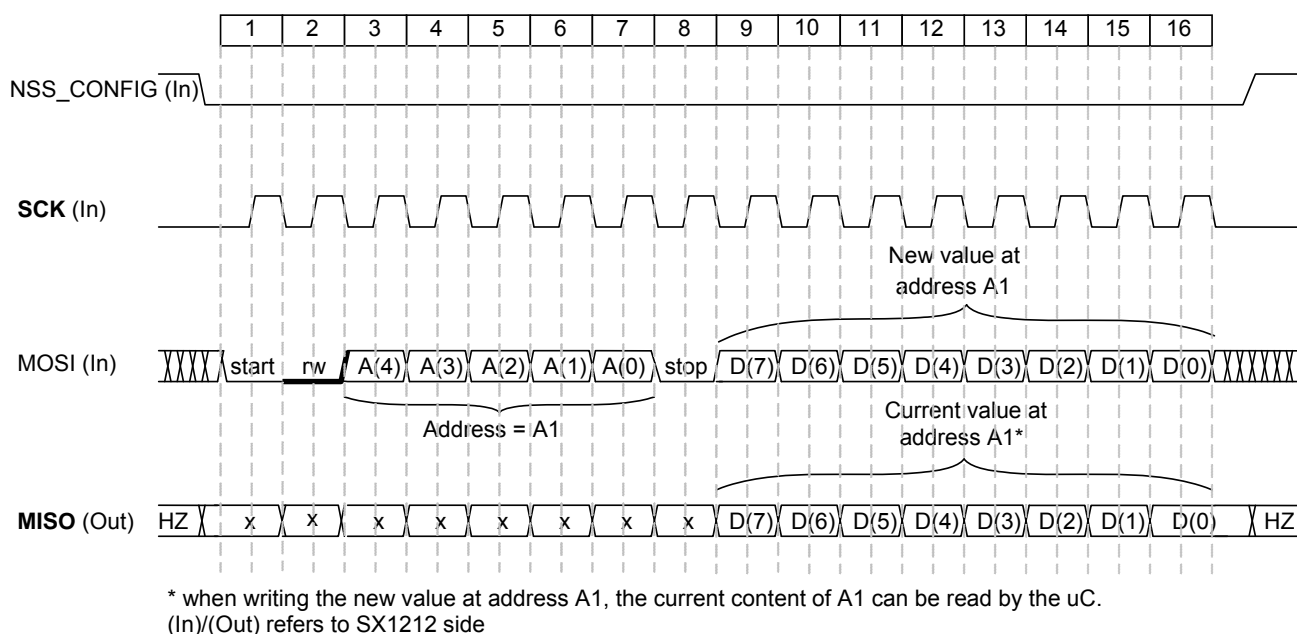 1 2 3 4 5 6 7 8 9 10 11 12 13 14 15 16
NSS_CONFIG (In)
SCK (In)
New value at
address A1
MOSI (In) start rw A(4) A(3) A(2) A(1) A(0) stop D(7) D(6) D(5) D(4) D(3) D(2) D(1) D(0)
Address = A1
Current value at
address A1*
MISO (Out) HZ x x x x x x x x D(7) D(6) D(5) D(4) D(3) D(2) D(1) D(0) HZ
* when writing the new value at address A1, the current content of A1 can be read by the uC.
(In)/(Out) refers to SX1212 side